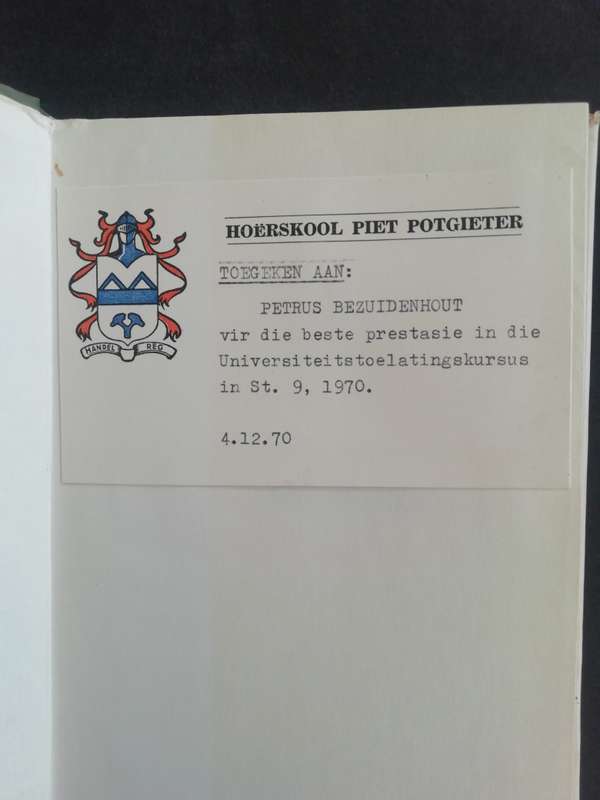 HOËRSKOOL PIET POTGIETER
TOEGEKEN AAN:
PETRUS BEZUIDENHOUT
vir die beste prestasie in die
Universiteitstoelatingskursus
in St. 9, 1970.
4.12.70
HANDEL REG